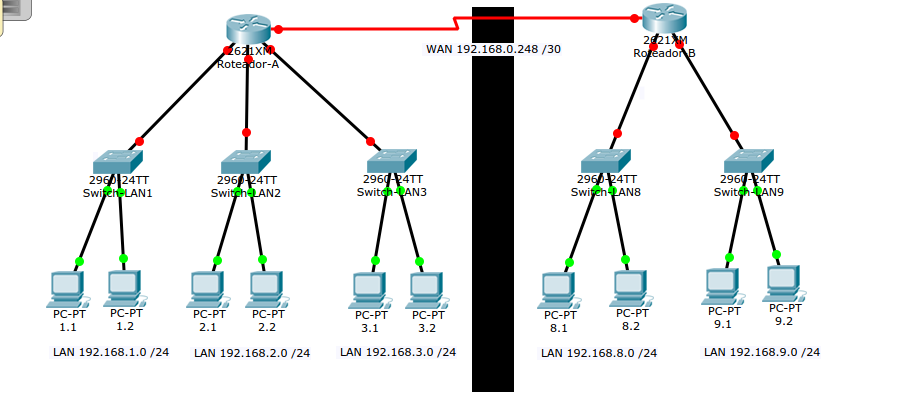 2621XM
Roteador-A
2621XM
Roteador-B
WAN 192.168.0.248 /30
2960-24TT
Switch-LAN1
2960-24TT
Switch-LAN2
2960-24TT
Switch-LAN3
2960-24TT
Switch-LAN8
2960-24TT
Switch-LAN9
PC-PT
1.1
PC-PT
1.2
PC-PT
2.1
PC-PT
2.2
PC-PT
3.1
PC-PT
3.2
PC-PT
8.1
PC-PT
8.2
PC-PT
9.1
PC-PT
9.2
LAN 192.168.1.0 /24
LAN 192.168.2.0 /24
LAN 192.168.3.0 /24
LAN 192.168.8.0 /24
LAN 192.168.9.0 /24